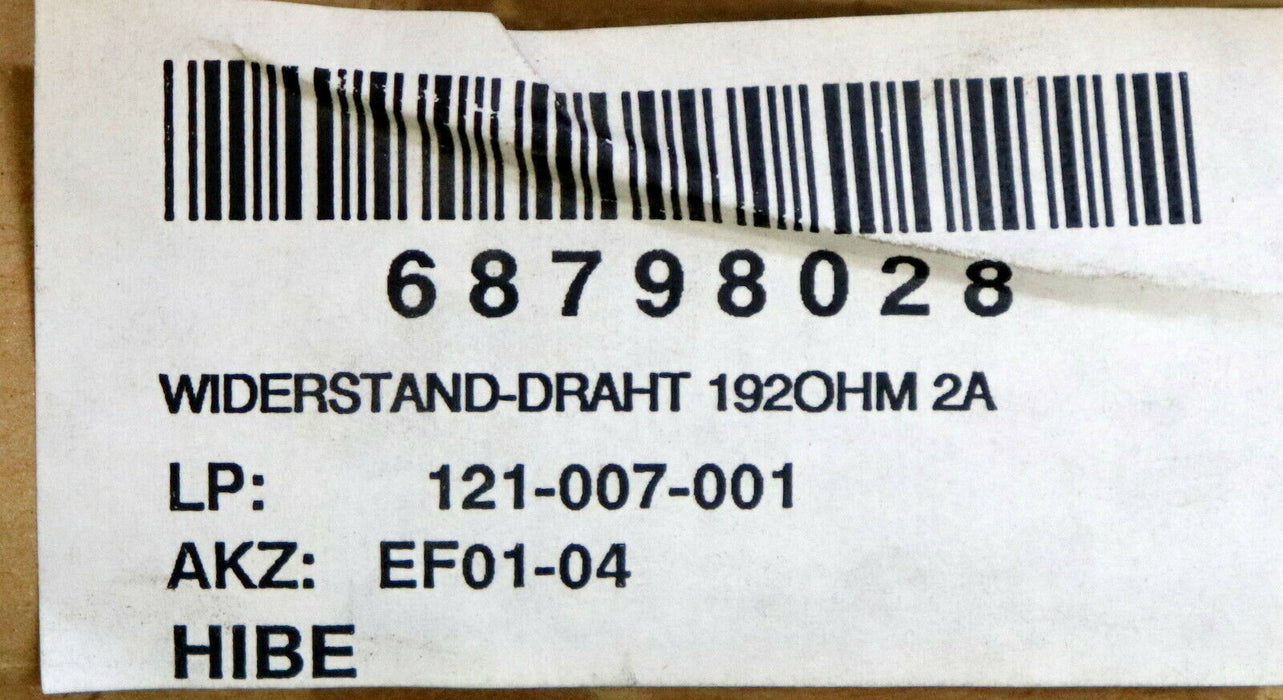 68798028
WIDERSTAND-DRAHT 192OHM 2A
LP: 121-007-001
AKZ: EF01-04
HIBE